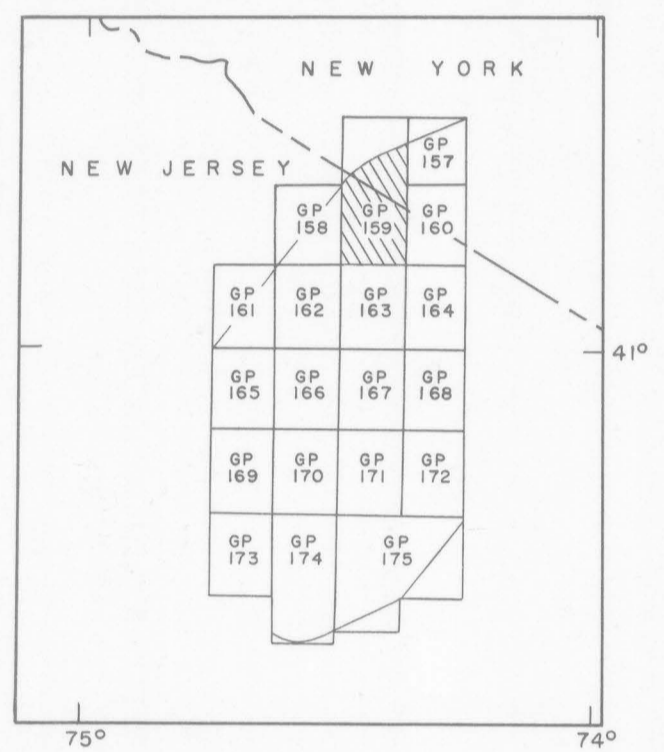 NEW YORK
NEW JERSEY
GP
157
GP
158
GP
159
GP
160
GP
161
GP
162
GP
163
GP
164
41°
GP
165
GP
166
GP
167
GP
168
GP
169
GP
170
GP
171
GP
172
GP
173
GP
174
GP
175
75°
74°